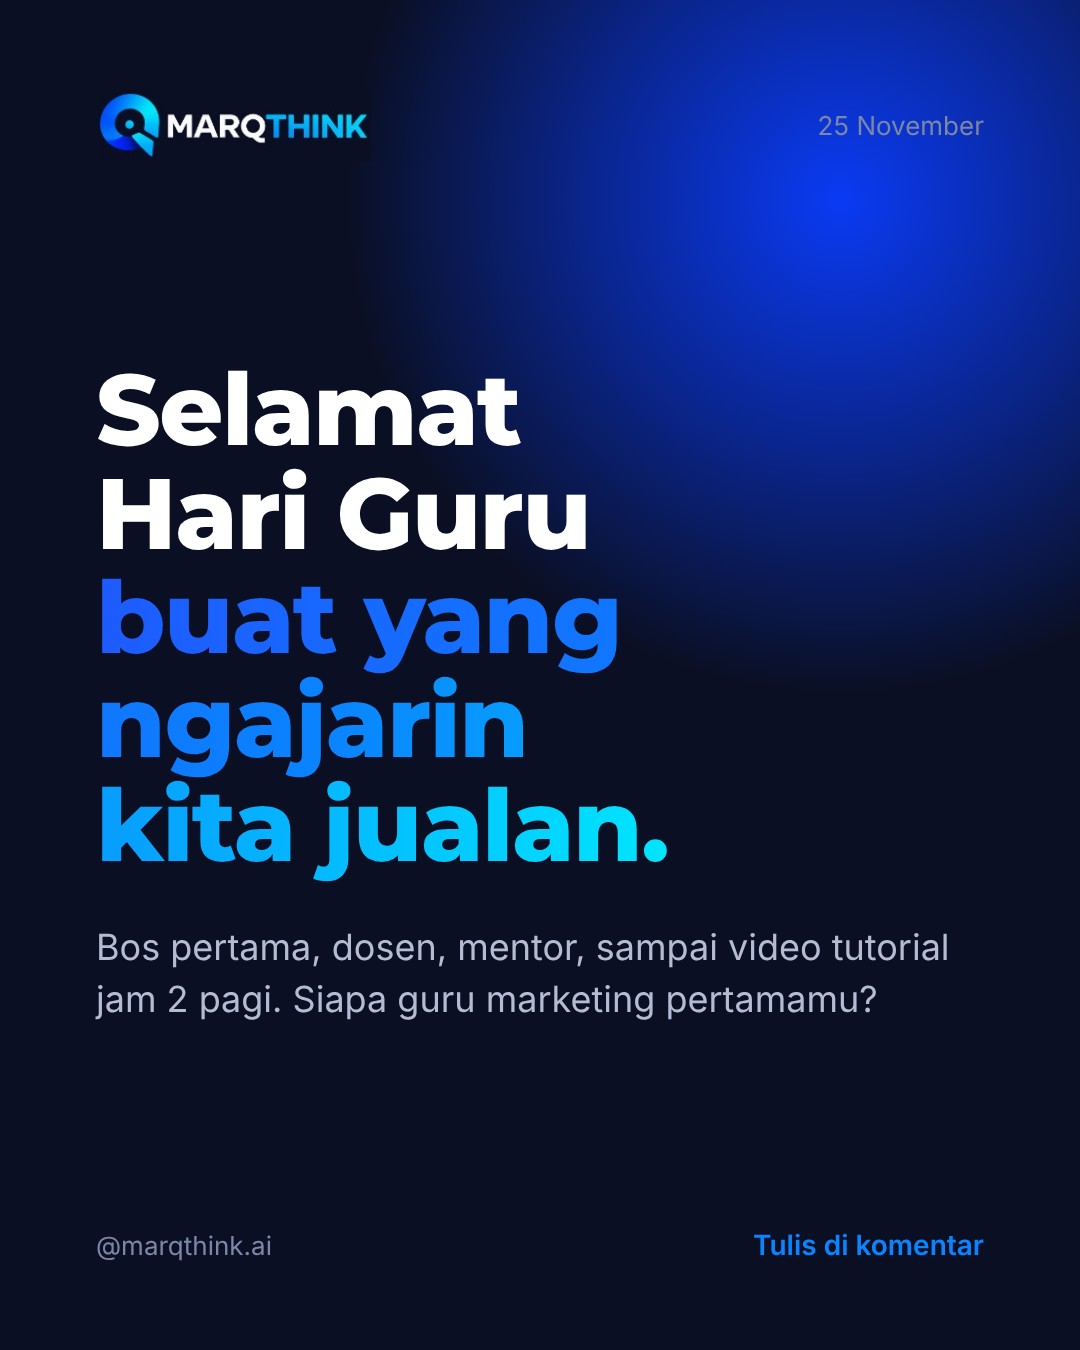 MARQTHINK
25 November
Selamat
Hari Guru
buat yang
ngajarin
kita jualan.
Bos pertama, dosen, mentor, sampai video tutorial
jam 2 pagi. Siapa guru marketing pertamamu?
@marqthink.ai
Tulis di komentar